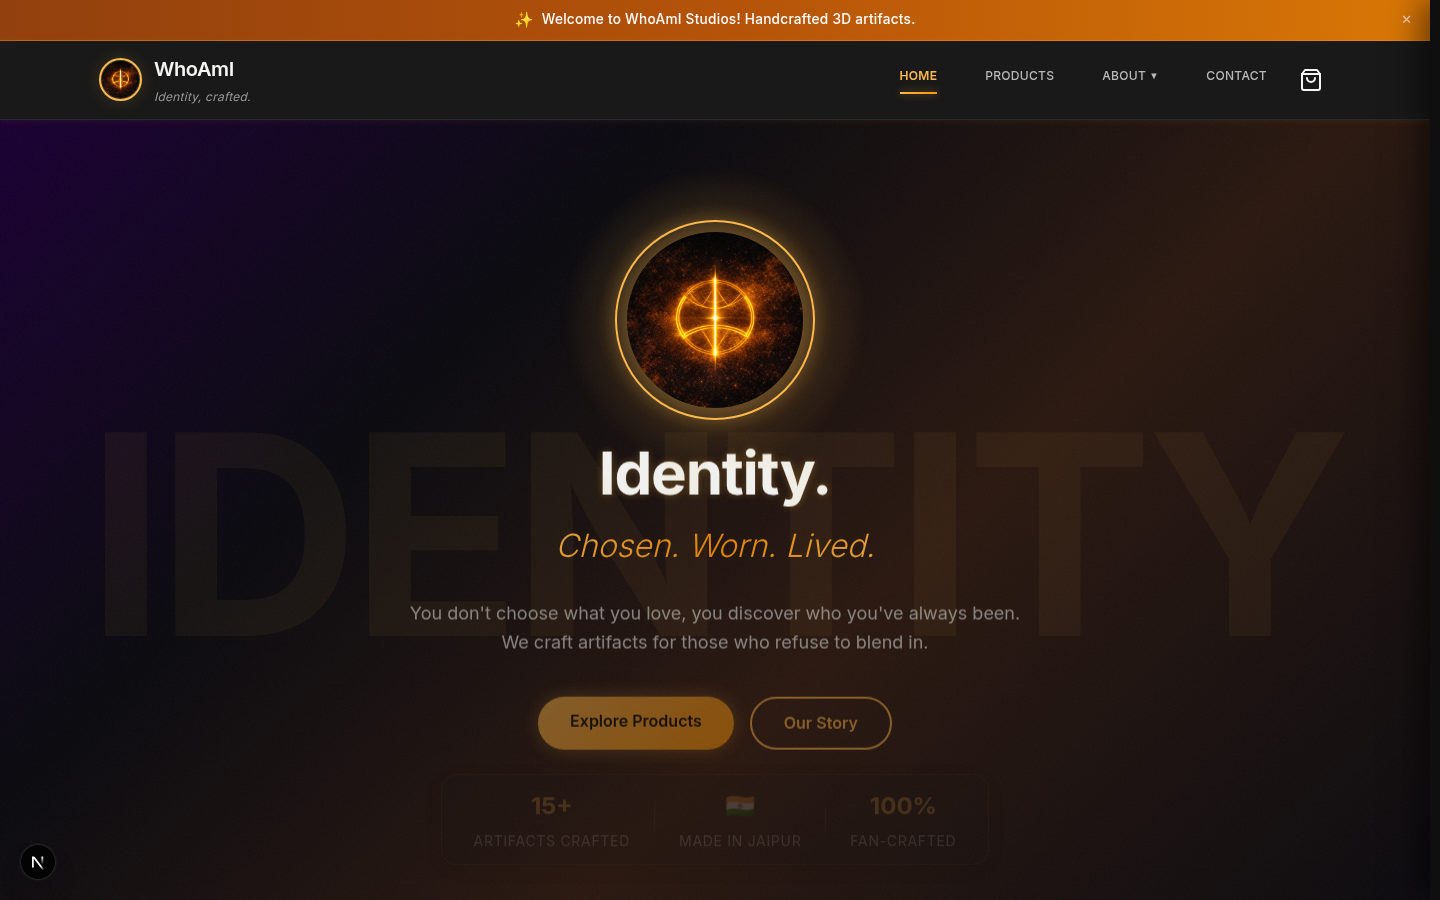 ✨ Welcome to WhoAmI Studios! Handcrafted 3D artifacts. ×
WhoAmI
Identity, crafted.
HOME PRODUCTS ABOUT ▼ CONTACT
IDENTITY
Identity.
Chosen. Worn. Lived.
You don't choose what you love, you discover who you've always been.
We craft artifacts for those who refuse to blend in.
Explore Products Our Story
15+ 🇮🇳 100%
ARTIFACTS CRAFTED MADE IN JAIPUR FAN-CRAFTED
N